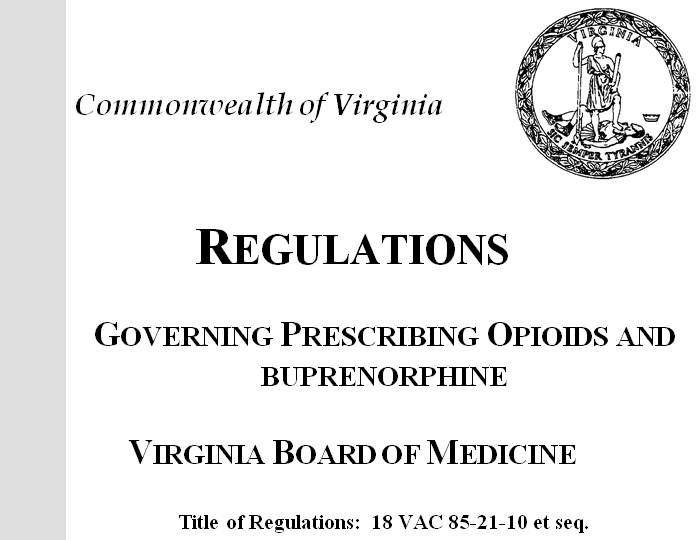 VIRGINIA
SIC SEMPER TYRANNIS
Commonwealth of Virginia
REGULATIONS
GOVERNING PRESCRIBING OPIOIDS AND
BUPRENORPHINE
VIRGINIA BOARD OF MEDICINE
Title of Regulations: 18 VAC 85-21-10 et seq.